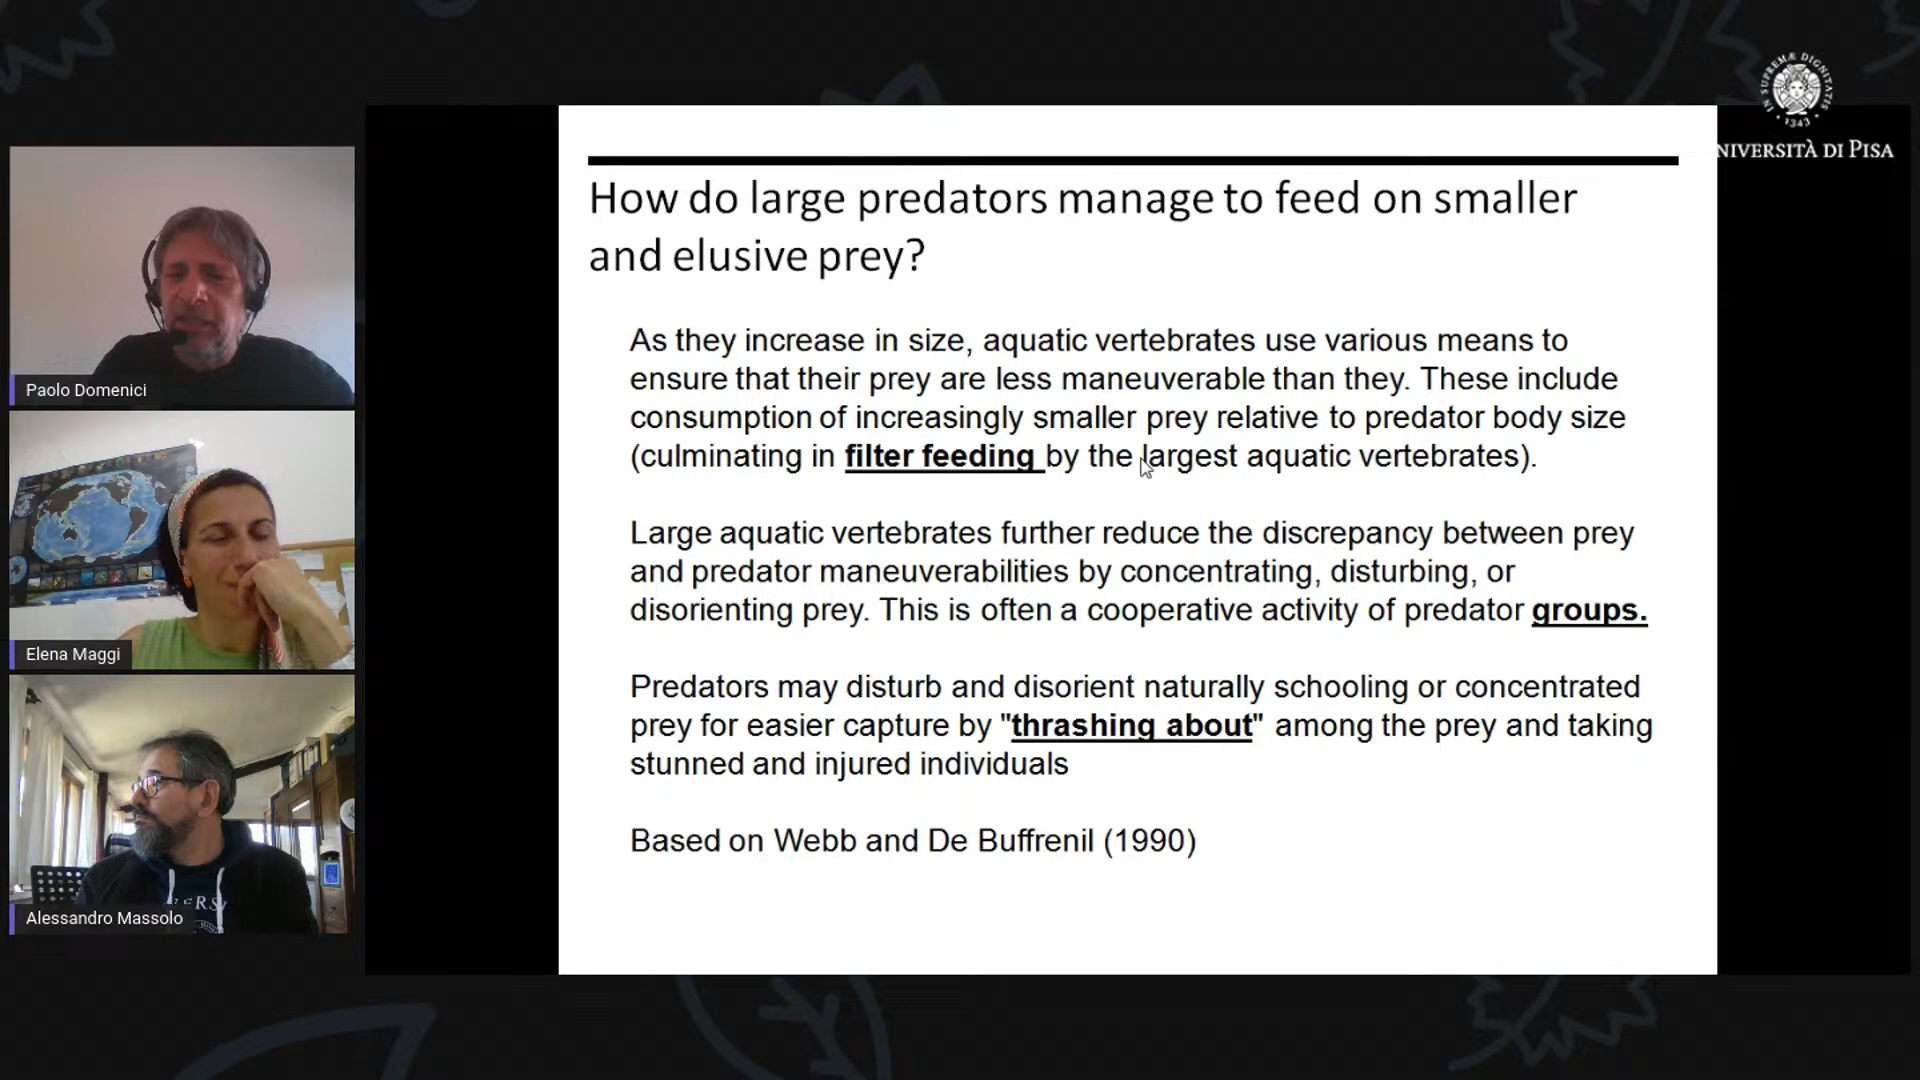 IN SUPREMÆ DIGNITATIS
• 1343 •
NIVERSITÀ DI PISA
How do large predators manage to feed on smaller
and elusive prey?
As they increase in size, aquatic vertebrates use various means to
ensure that their prey are less maneuverable than they. These include
consumption of increasingly smaller prey relative to predator body size
(culminating in filter feeding by the largest aquatic vertebrates).
Large aquatic vertebrates further reduce the discrepancy between prey
and predator maneuverabilities by concentrating, disturbing, or
disorienting prey. This is often a cooperative activity of predator groups.
Predators may disturb and disorient naturally schooling or concentrated
prey for easier capture by "thrashing about" among the prey and taking
stunned and injured individuals
Based on Webb and De Buffrenil (1990)
Paolo Domenici
Elena Maggi
Alessandro Massolo